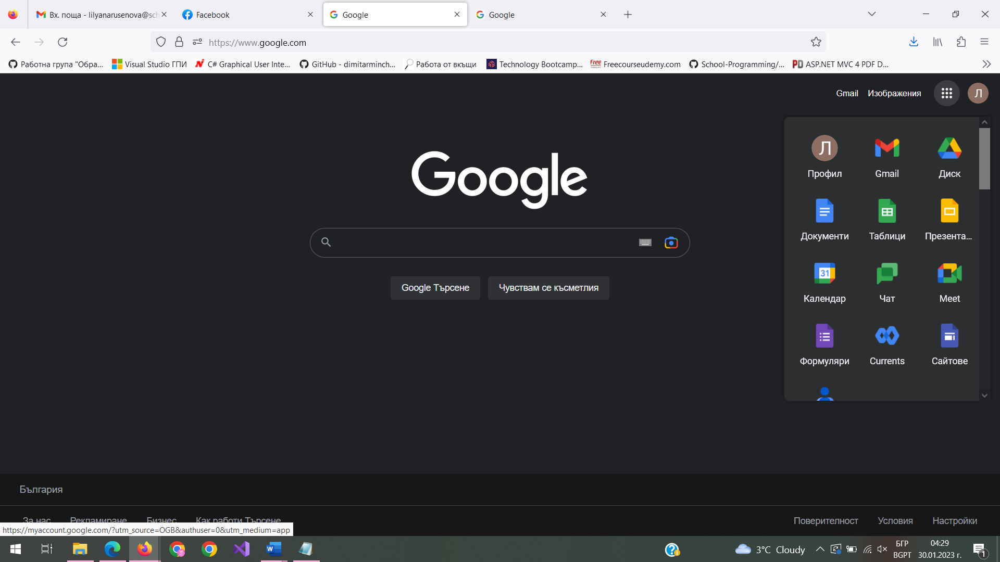 Вх. поща - lilyanarusenova@sch
Facebook
Google
Google
https://www.google.com
Работна група "Обра...
Visual Studio ГПИ
C# Graphical User Inte...
GitHub - dimitarminch...
Работа от вкъщи
Technology Bootcamp...
Freecourseudemy.com
School-Programming/...
ASP.NET MVC 4 PDF D...
Gmail
Изображения
Л
Л
Профил
Gmail
Диск
Google
Документи
Таблици
Презента...
31
Календар
Чат
Meet
Google Търсене
Чувствам се късметлия
Формуляри
Currents
Сайтове
България
За нас
Рекламиране
Бизнес
Как работи Търсене
Поверителност
Условия
Настройки
https://myaccount.google.com/?utm_source=OGB&authuser=0&utm_medium=app
3°C Cloudy
БГР
BGPT
04:29
30.01.2023 г.
1